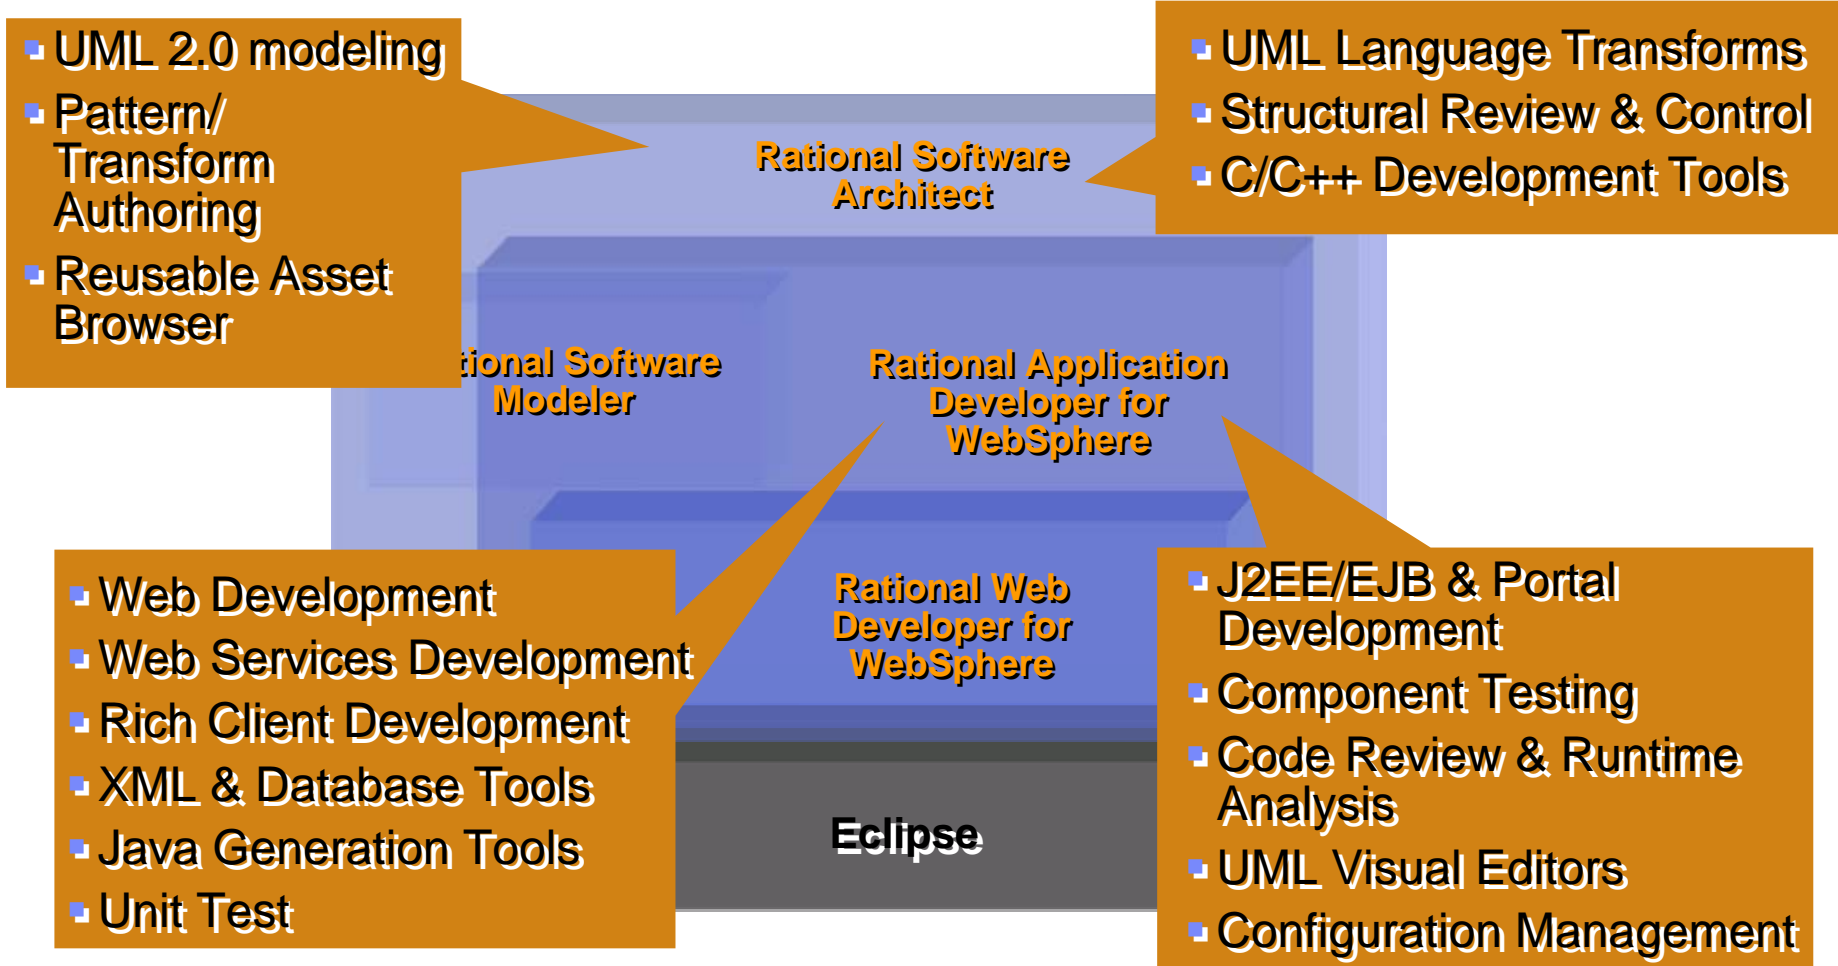 UML 2.0 modeling
Pattern/
Transform
Authoring
Reusable Asset
Browser
UML Language Transforms
Structural Review & Control
C/C++ Development Tools
Rational Software
Architect
tional Software
Modeler
Rational Application
Developer for
WebSphere
Web Development
Web Services Development
Rich Client Development
XML & Database Tools
Java Generation Tools
Unit Test
Rational Web
Developer for
WebSphere
Eclipse
J2EE/EJB & Portal
Development
Component Testing
Code Review & Runtime
Analysis
UML Visual Editors
Configuration Management